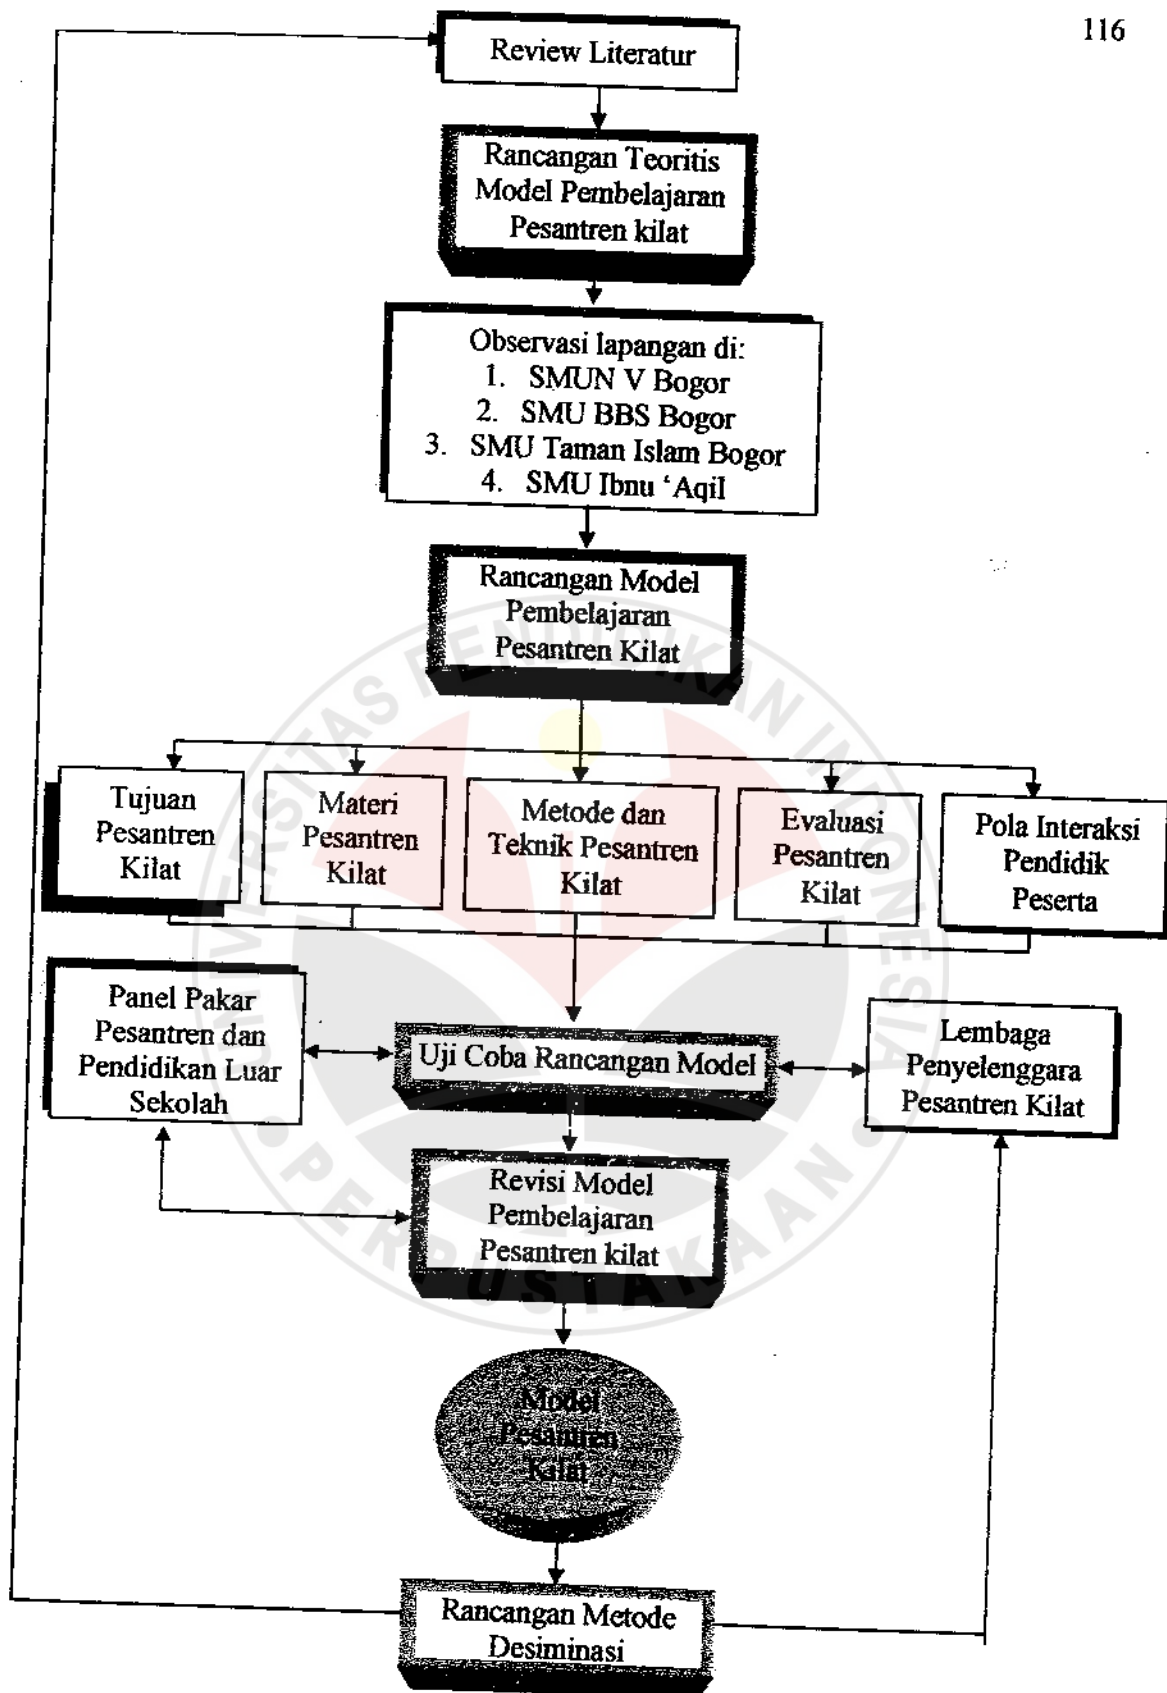 116
Review Literatur
Rancangan Teoritis
Model Pembelajaran
Pesantren kilat
Observasi lapangan di:
1. SMUN V Bogor
2. SMU BBS Bogor
3. SMU Taman Islam Bogor
4. SMU Ibnu ‘Aqil
Rancangan Model
Pembelajaran
Pesantren Kilat
Tujuan
Pesantren
Kilat
Materi
Pesantren
Kilat
Metode dan
Teknik Pesantren
Kilat
Evaluasi
Pesantren
Kilat
Pola Interaksi
Pendidik
Peserta
Panel Pakar
Pesantren dan
Pendidikan Luar
Sekolah
Uji Coba Rancangan Model
Lembaga
Penyelenggara
Pesantren Kilat
Revisi Model
Pembelajaran
Pesantren kilat
Model
Pesantren
Kilat
Rancangan Metode
Desiminasi
UNIVERSITAS PENDIDIKAN INDONESIA
PERPUSTAKAAN